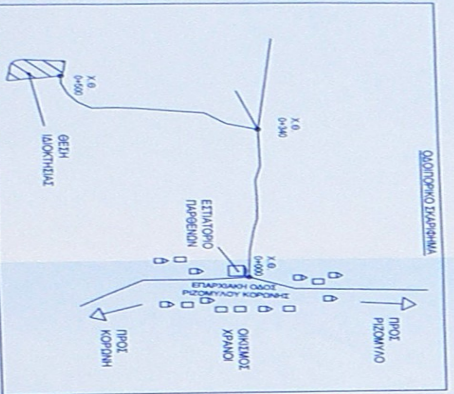 ΟΔΟΙΠΟΡΙΚΟ ΣΚΑΡΙΦΗΜΑ
ΠΡΟΣ
ΡΙΖΟΜΥΛΟ
Χ.Θ.
0+340
Χ.Θ.
0+000
ΕΠΑΡΧΙΑΚΗ ΟΔΟΣ
ΡΙΖΟΜΥΛΟΥ ΚΟΡΩΝΗΣ
ΟΙΚΙΣΜΟΣ
ΧΡΑΝΟΙ
ΕΣΤΙΑΤΟΡΙΟ
ΠΑΡΘΕΝΩΝ
ΠΡΟΣ
ΚΟΡΩΝΗ
Χ.Θ.
0+600
ΘΕΣΗ
ΙΔΙΟΚΤΗΣΙΑΣ